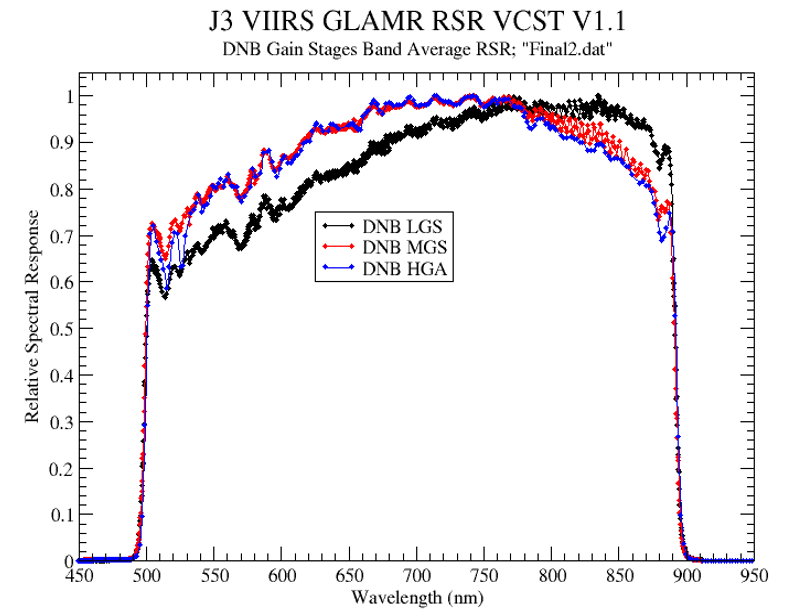 J3 VIIRS GLAMR RSR VCST V1.1
DNB Gain Stages Band Average RSR; "Final2.dat"
Relative Spectral Response
1
0.9
0.8
0.7
0.6
0.5
0.4
0.3
0.2
0.1
0
DNB LGS
DNB MGS
DNB HGA
450 500 550 600 650 700 750 800 850 900 950
Wavelength (nm)